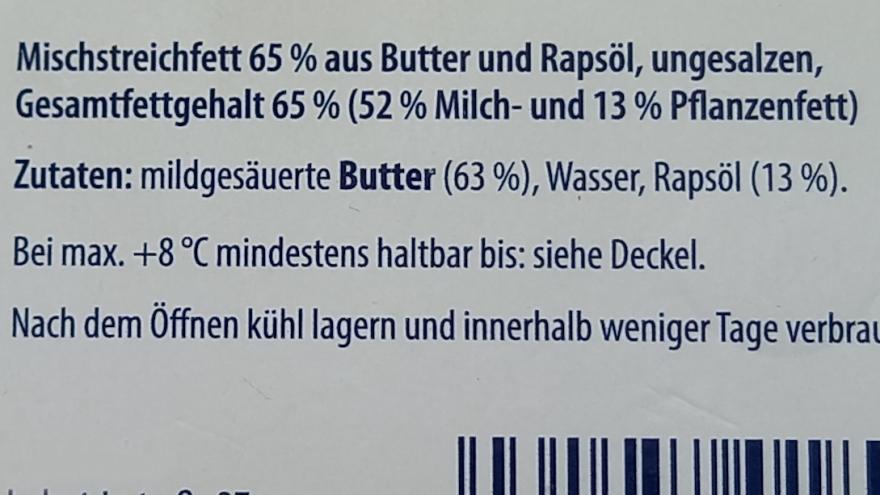 Mischstreichfett 65 % aus Butter und Rapsöl, ungesalzen,
Gesamtfettgehalt 65 % (52 % Milch- und 13 % Pflanzenfett)
Zutaten: mildgesäuerte Butter (63 %), Wasser, Rapsöl (13 %).
Bei max. +8 °C mindestens haltbar bis: siehe Deckel.
Nach dem Öffnen kühl lagern und innerhalb weniger Tage verbrau